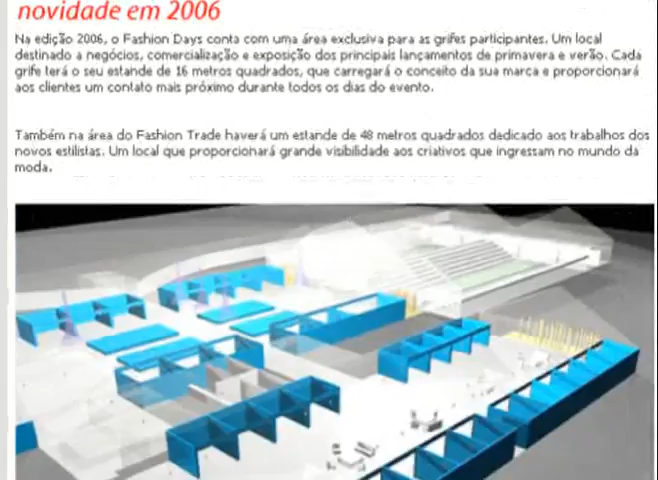 novidade em 2006
Na edição 2006, o Fashion Days conta com uma área exclusiva para as grifes participantes. Um local
destinado a negócios, comercialização e exposição dos principais lançamentos de primavera e verão. Cada
grife terá o seu estande de 16 metros quadrados, que carregará o conceito da sua marca e proporcionará
aos clientes um contato mais próximo durante todos os dias do evento.
Também na área do Fashion Trade haverá um estande de 48 metros quadrados dedicado aos trabalhos dos
novos estilistas. Um local que proporcionará grande visibilidade aos criativos que ingressam no mundo da
moda.